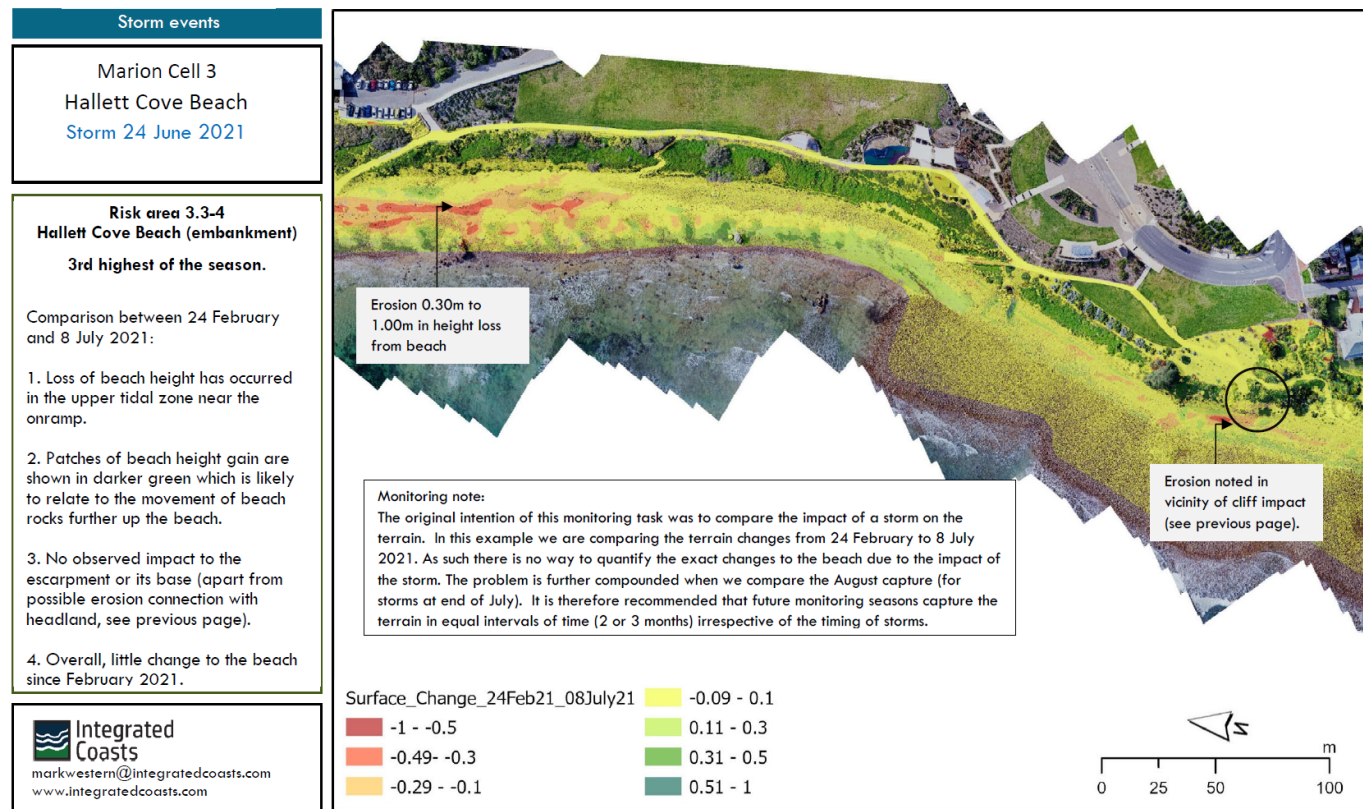 Storm events
Marion Cell 3
Hallett Cove Beach
Storm 24 June 2021
Risk area 3.3-4
Hallett Cove Beach (embankment)
3rd highest of the season.
Comparison between 24 February
and 8 July 2021:
1. Loss of beach height has occurred
in the upper tidal zone near the
onramp.
2. Patches of beach height gain are
shown in darker green which is likely
to relate to the movement of beach
rocks further up the beach.
3. No observed impact to the
escarpment or its base (apart from
possible erosion connection with
headland, see previous page).
4. Overall, little change to the beach
since February 2021.
Integrated
Coasts
markwestern@integratedcoasts.com
www.integratedcoasts.com
Erosion 0.30m to
1.00m in height loss
from beach
Erosion noted in
vicinity of cliff impact
(see previous page).
Monitoring note:
The original intention of this monitoring task was to compare the impact of a storm on the
terrain. In this example we are comparing the terrain changes from 24 February to 8 July
2021. As such there is no way to quantify the exact changes to the beach due to the impact of
the storm. The problem is further compounded when we compare the August capture (for
storms at end of July). It is therefore recommended that future monitoring seasons capture the
terrain in equal intervals of time (2 or 3 months) irrespective of the timing of storms.
Surface_Change_24Feb21_08July21
-1 - -0.5
-0.49- -0.3
-0.29 - -0.1
-0.09 - 0.1
0.11 - 0.3
0.31 - 0.5
0.51 - 1
N
m
0 25 50 100